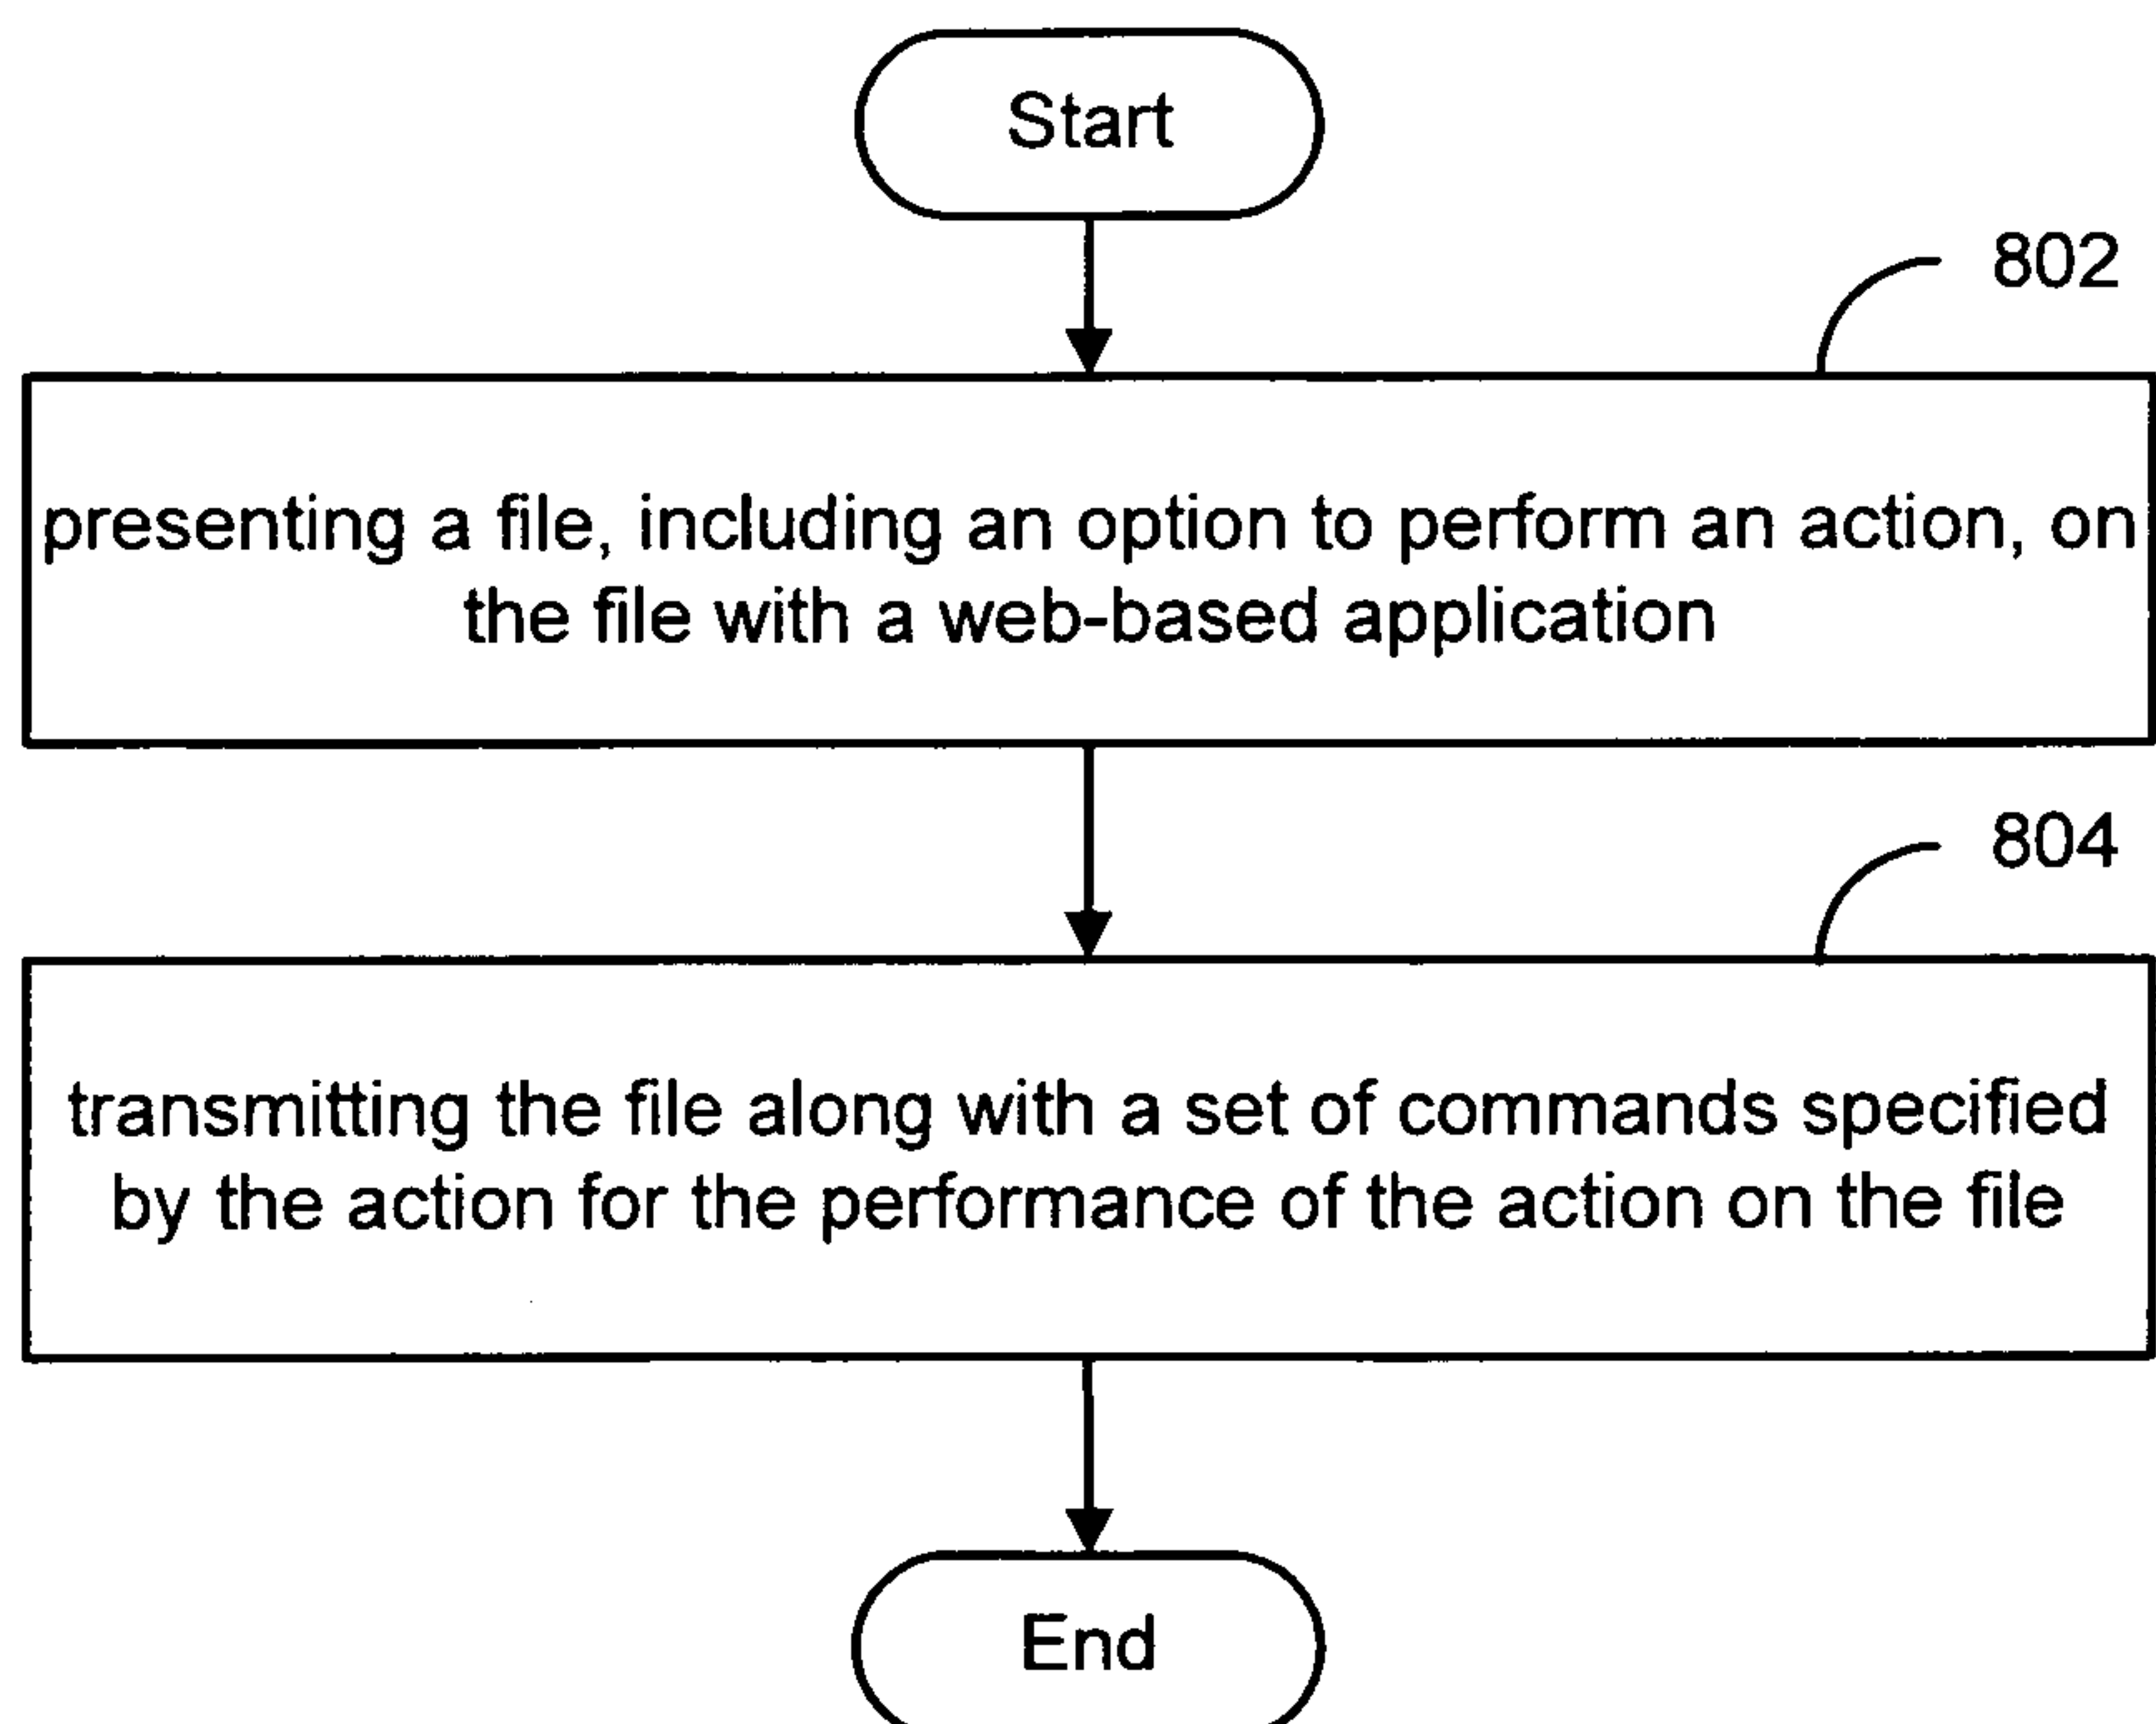 Start
802
presenting a file, including an option to perform an action, on
the file with a web-based application
804
transmitting the file along with a set of commands specified
by the action for the performance of the action on the file
End